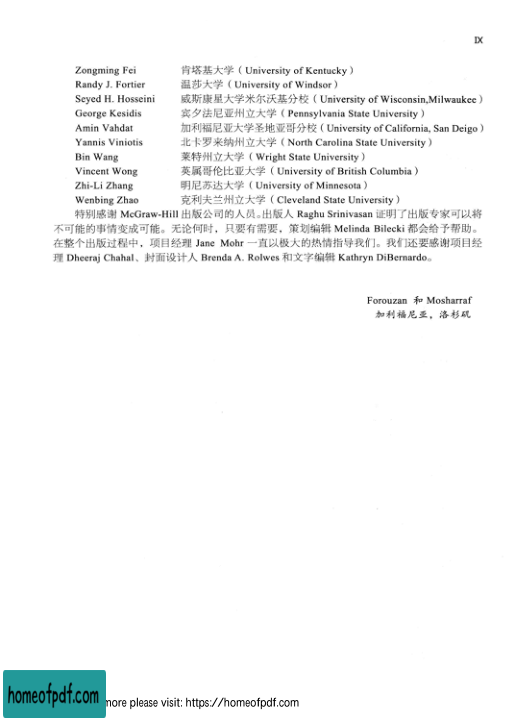 IX
Zongming Fei 肯塔基大学（University of Kentucky）
Randy J. Fortier 温莎大学（University of Windsor）
Seyed H. Hosseini 威斯康星大学米尔沃基分校（University of Wisconsin,Milwaukee）
George Kesidis 宾夕法尼亚州立大学（Pennsylvania State University）
Amin Vahdat 加利福尼亚大学圣地亚哥分校（University of California, San Deigo）
Yannis Viniotis 北卡罗来纳州立大学（North Carolina State University）
Bin Wang 莱特州立大学（Wright State University）
Vincent Wong 英属哥伦比亚大学（University of British Columbia）
Zhi-Li Zhang 明尼苏达大学（University of Minnesota）
Wenbing Zhao 克利夫兰州立大学（Cleveland State University）
特别感谢 McGraw-Hill 出版公司的人员。出版人 Raghu Srinivasan 证明了出版专家可以将
不可能的事情变成可能。无论何时，只要有需要，策划编辑 Melinda Bilecki 都会给予帮助。
在整个出版过程中，项目经理 Jane Mohr 一直以极大的热情指导我们。我们还要感谢项目经
理 Dheeraj Chahal、封面设计人 Brenda A. Rolwes 和文字编辑 Kathryn DiBernardo。
Forouzan 和 Mosharraf
加利福尼亚，洛杉矶
homeofpdf.com more please visit: https://homeofpdf.com